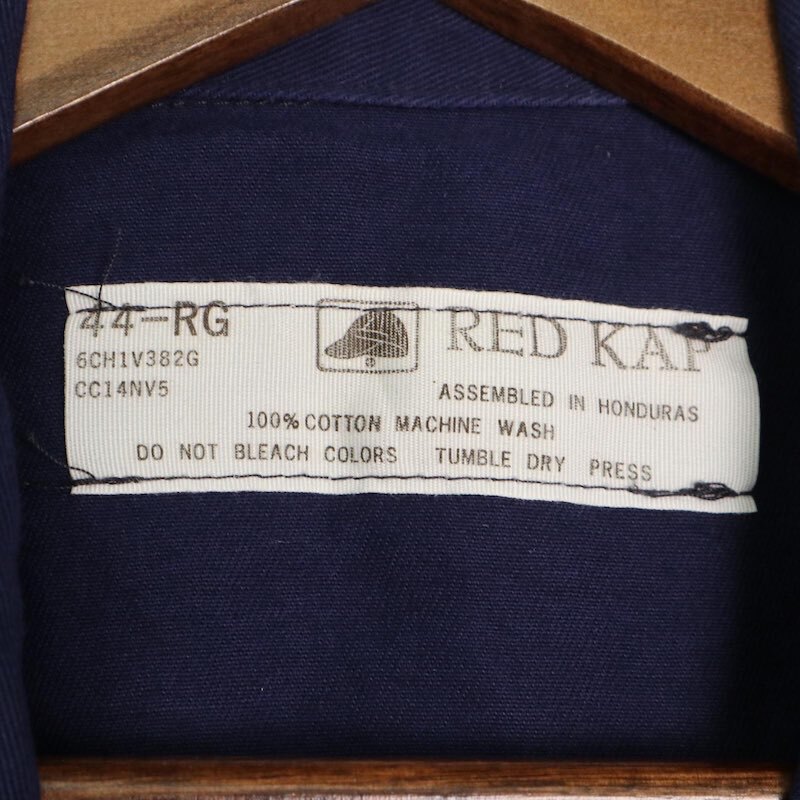 44-RG
RED KAP
6CH1V382G
CC14NV5
ASSEMBLED IN HONDURAS
100% COTTON MACHINE WASH
DO NOT BLEACH COLORS TUMBLE DRY PRESS